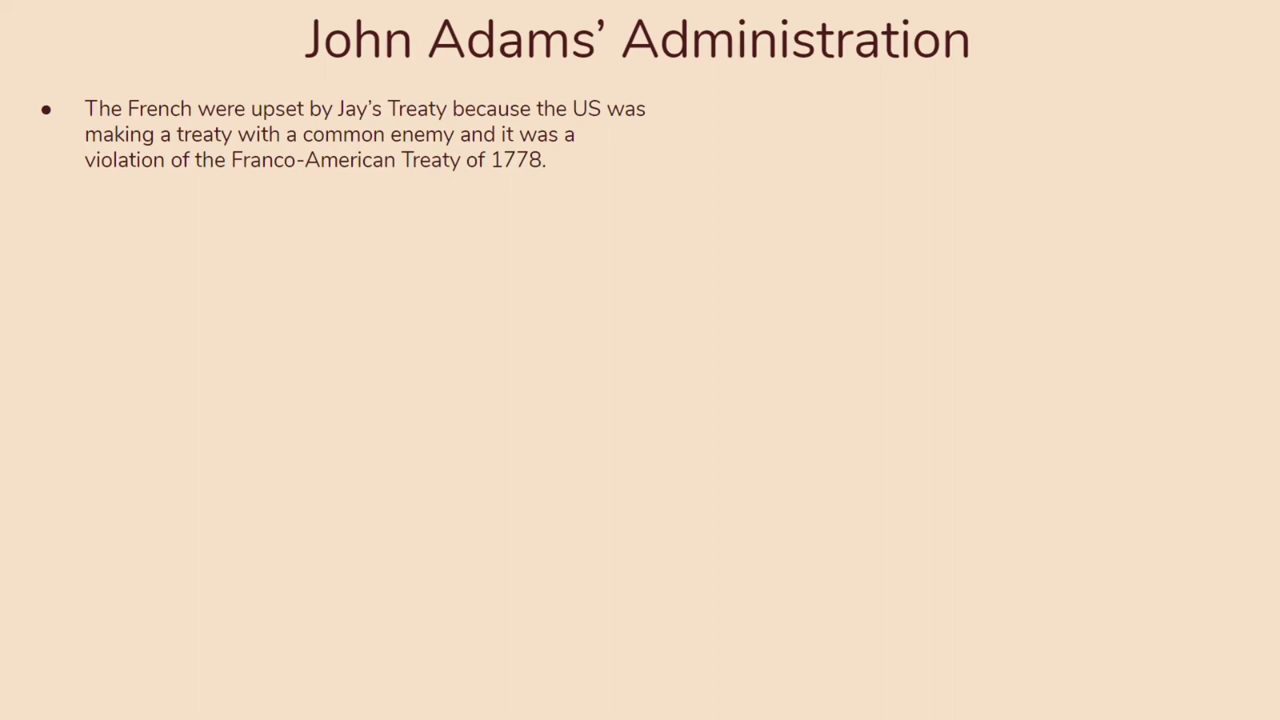 John Adams’ Administration
● The French were upset by Jay’s Treaty because the US was
making a treaty with a common enemy and it was a
violation of the Franco-American Treaty of 1778.